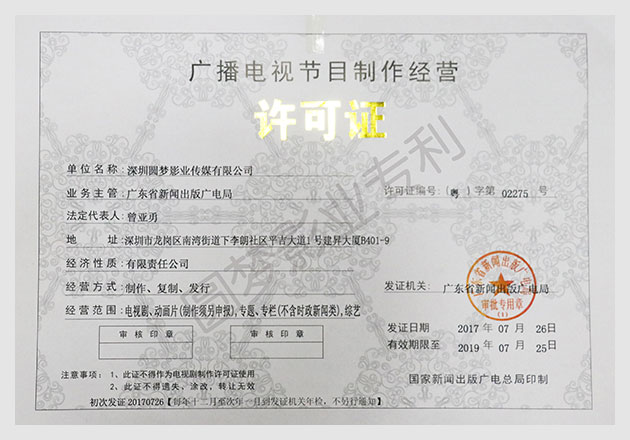 广播电视节目制作经营
许可证
单位名称：深圳圆梦影业传媒有限公司
业务主管：广东省新闻出版广电局
许可证编号：（粤）字第 02275 号
法定代表人：曾亚勇
地 址：深圳市龙岗区南湾街道下李朗社区平吉大道1号建昇大厦B401-9
经济性质：有限责任公司
经营方式：制作、复制、发行
经营范围：电视剧、动画片(制作须另申报),专题、专栏(不含时政新闻类),综艺
发证机关：广东省新闻出版广电局
审批专用章
(1)
审核印章 审核印章
发证日期 2017 年 07 月 26日
有效期限至 2019 年 07 月 25日
注意事项：1、此证不得作为电视剧制作许可证使用
2、此证不得遗失、涂改、转让无效
国家新闻出版广电总局印制
初次发证 20170726【每年十二月至次年一月到发证机关年检，不另行通知】
圆梦影业专利